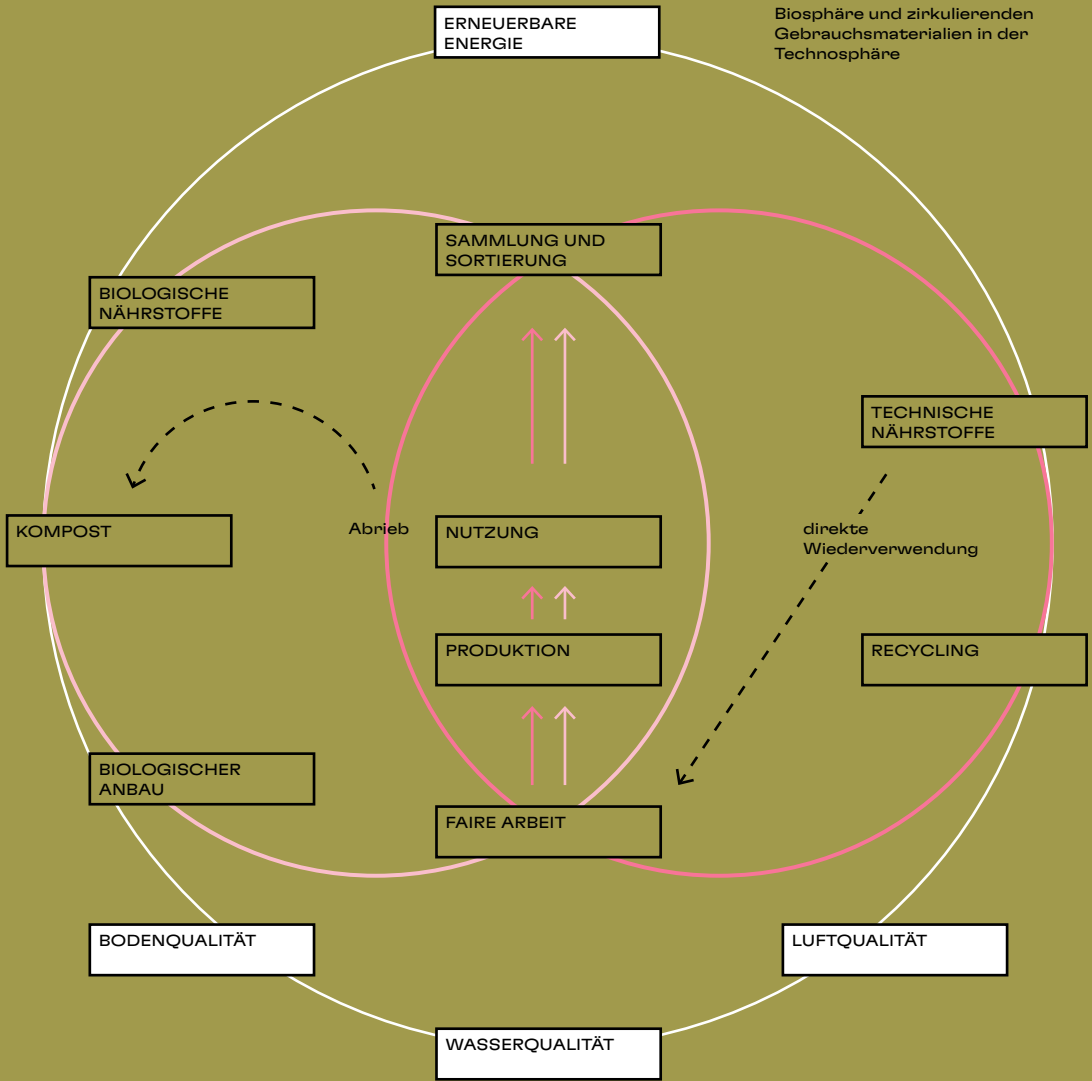 Biosphäre und zirkulierenden
Gebrauchsmaterialien in der
Technosphäre
ERNEUERBARE
ENERGIE
SAMMLUNG UND
SORTIERUNG
BIOLOGISCHE
NÄHRSTOFFE
TECHNISCHE
NÄHRSTOFFE
KOMPOST
Abrieb
NUTZUNG
direkte
Wiederverwendung
PRODUKTION
RECYCLING
BIOLOGISCHER
ANBAU
FAIRE ARBEIT
BODENQUALITÄT
LUFTQUALITÄT
WASSERQUALITÄT